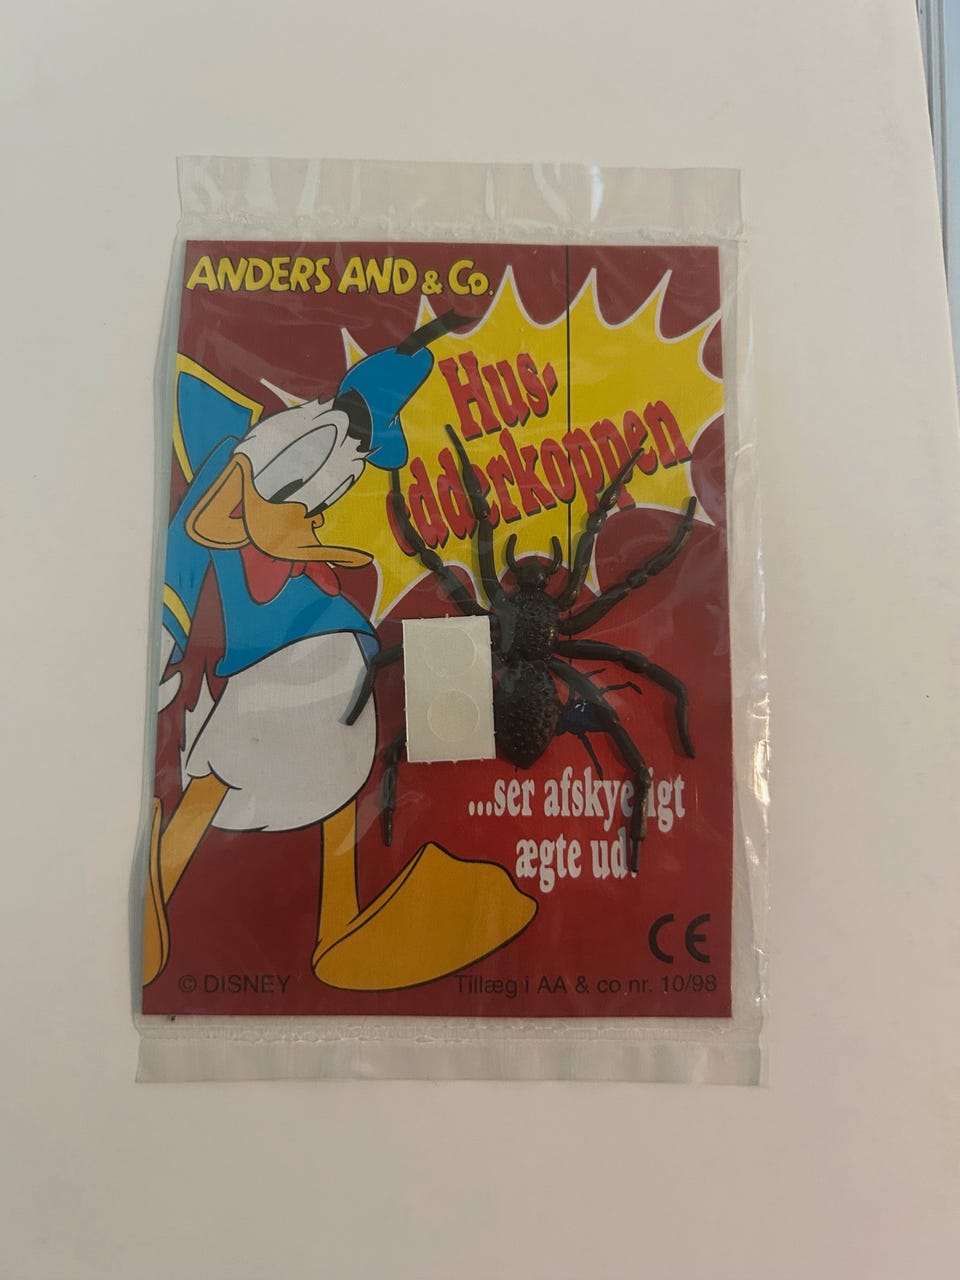 ANDERS AND & Co.
Hus-
edderkoppen
...ser afskyeligt
ægte ud!
CE
© DISNEY
Tillæg i AA & co nr. 10/98